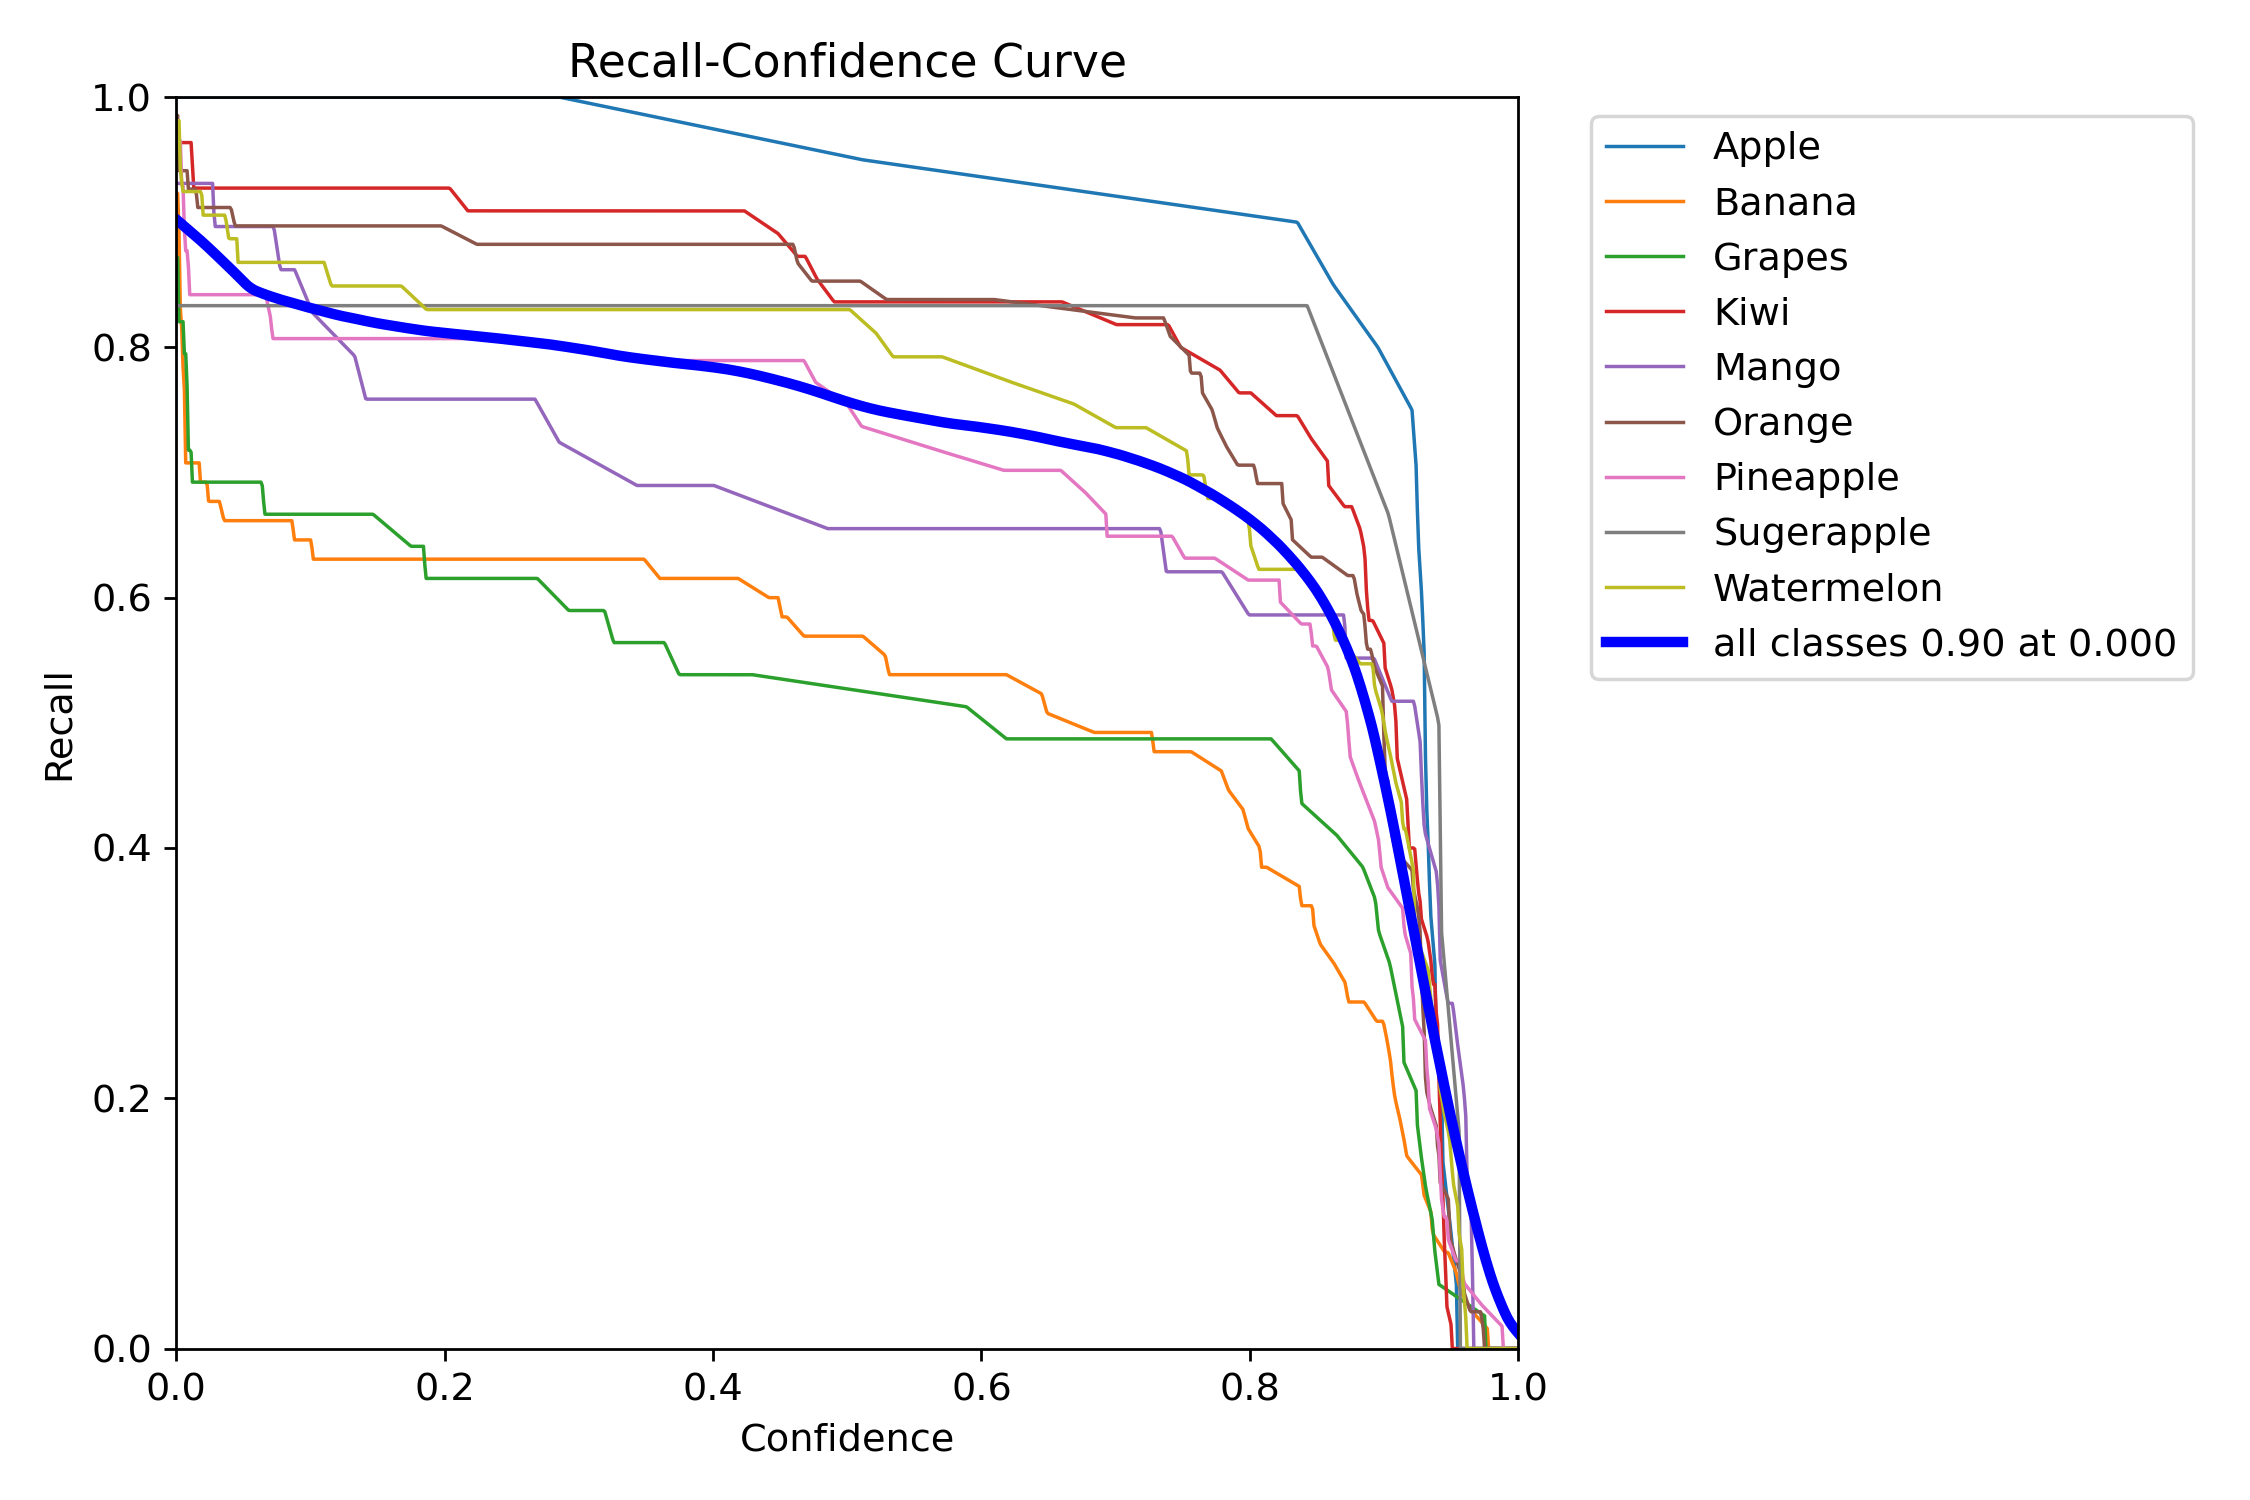 Recall-Confidence Curve
1.0
0.8
0.6
0.4
0.2
0.0
Recall
0.0 0.2 0.4 0.6 0.8 1.0
Confidence
Apple
Banana
Grapes
Kiwi
Mango
Orange
Pineapple
Sugerapple
Watermelon
all classes 0.90 at 0.000